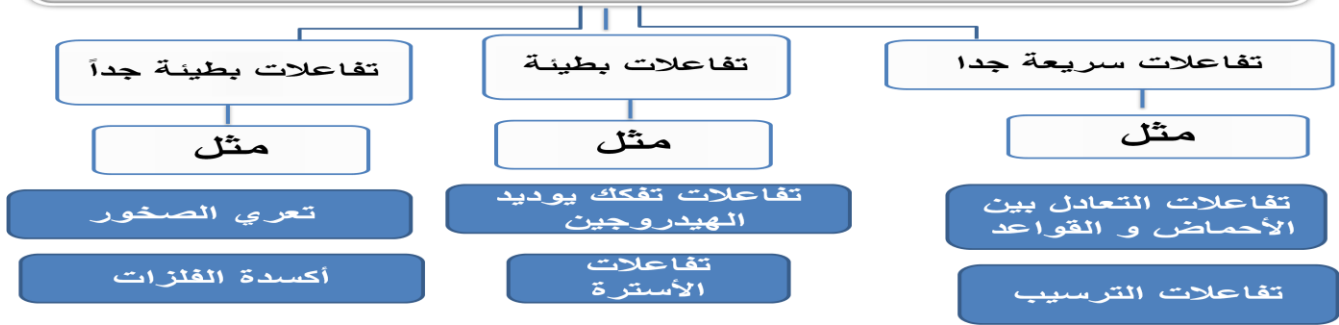 تفاعلات سريعة جدا
تفاعلات بطيئة
تفاعلات بطيئة جداً
مثل
مثل
مثل
تفاعلات التعادل بين
الأحماض و القواعد
تفاعلات تفكك يوديد
الهيدروجين
تعري الصخور
تفاعلات الترسيب
تفاعلات
الأسترة
أكسدة الفلزات